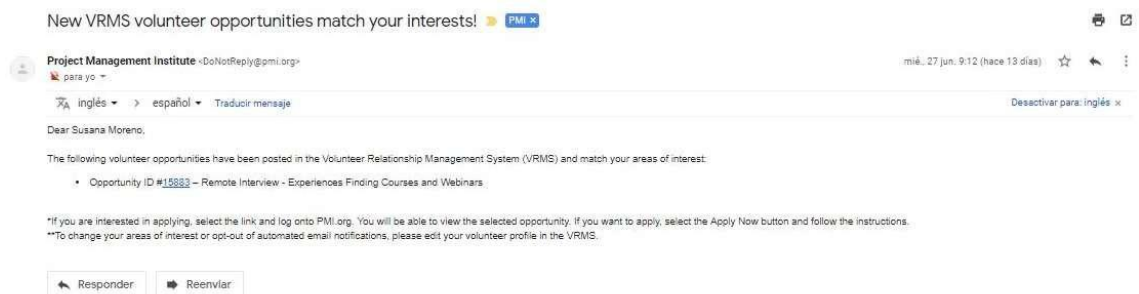 New VRMS volunteer opportunities match your interests! PMI x
Project Management Institute <DoNotReply@pmi.org>
mié., 27 jun. 9:12 (hace 13 días)
para yo
inglés > español Traducir mensaje
Desactivar para: inglés x
Dear Susana Moreno,
The following volunteer opportunities have been posted in the Volunteer Relationship Management System (VRMS) and match your areas of interest:
• Opportunity ID #15883 – Remote Interview - Experiences Finding Courses and Webinars
*If you are interested in applying, select the link and log onto PMI.org. You will be able to view the selected opportunity. If you want to apply, select the Apply Now button and follow the instructions.
**To change your areas of interest or opt-out of automated email notifications, please edit your volunteer profile in the VRMS.
Responder Reenviar